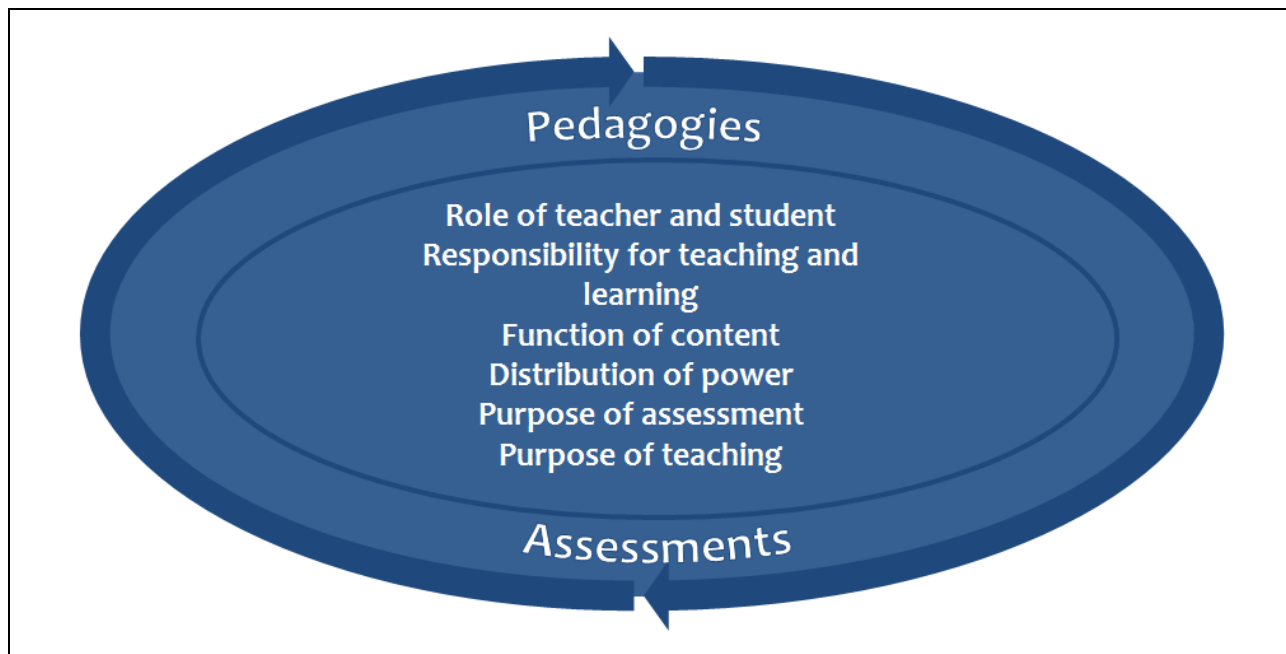 Pedagogies
Role of teacher and student
Responsibility for teaching and
learning
Function of content
Distribution of power
Purpose of assessment
Purpose of teaching
Assessments